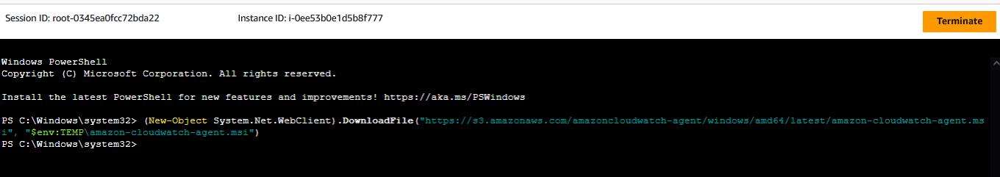 Session ID: root-0345ea0fcc72bda22 Instance ID: i-0ee53b0e1d5b8f777 Terminate
Windows PowerShell
Copyright (C) Microsoft Corporation. All rights reserved.
Install the latest PowerShell for new features and improvements! https://aka.ms/PSWindows
PS C:\Windows\system32> (New-Object System.Net.WebClient).DownloadFile("https://s3.amazonaws.com/amazoncloudwatch-agent/windows/amd64/latest/amazon-cloudwatch-agent.ms
i", "$env:TEMP\amazon-cloudwatch-agent.msi")
PS C:\Windows\system32>